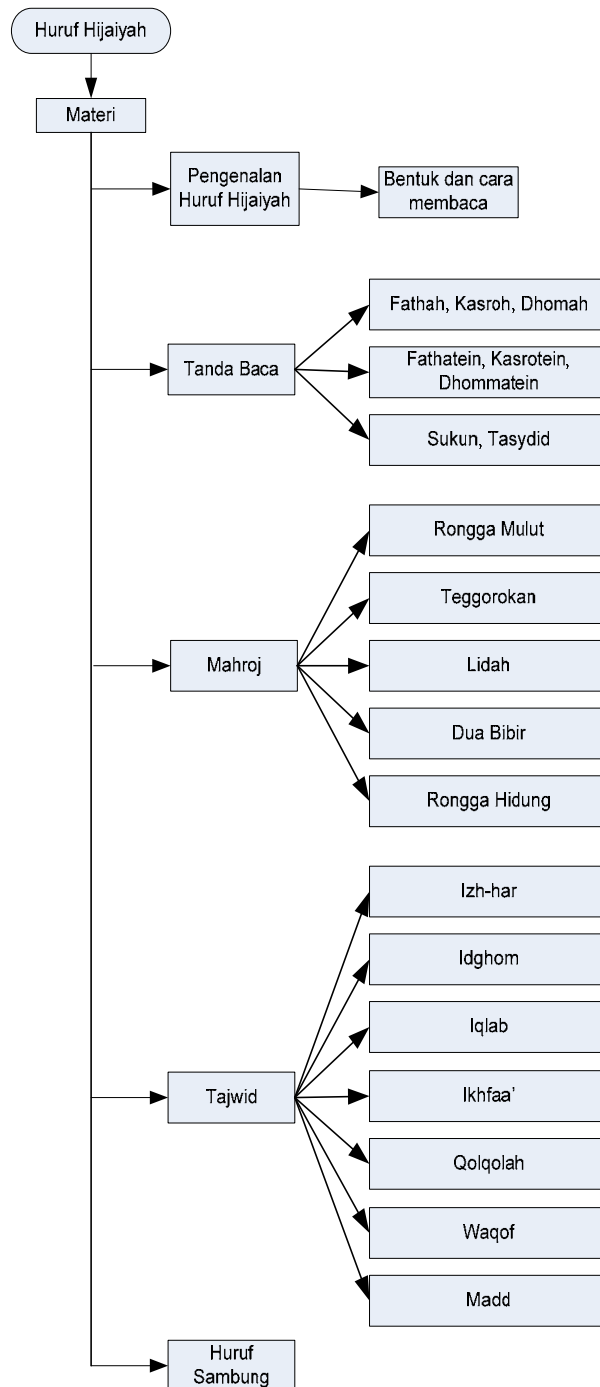 Huruf Hijaiyah
Materi
Pengenalan
Huruf Hijaiyah
Bentuk dan cara
membaca
Tanda Baca
Fathah, Kasroh, Dhomah
Fathatein, Kasrotein,
Dhommatein
Sukun, Tasydid
Mahroj
Rongga Mulut
Teggorokan
Lidah
Dua Bibir
Rongga Hidung
Tajwid
Izh-har
Idghom
Iqlab
Ikhfaa’
Qolqolah
Waqof
Madd
Huruf
Sambung